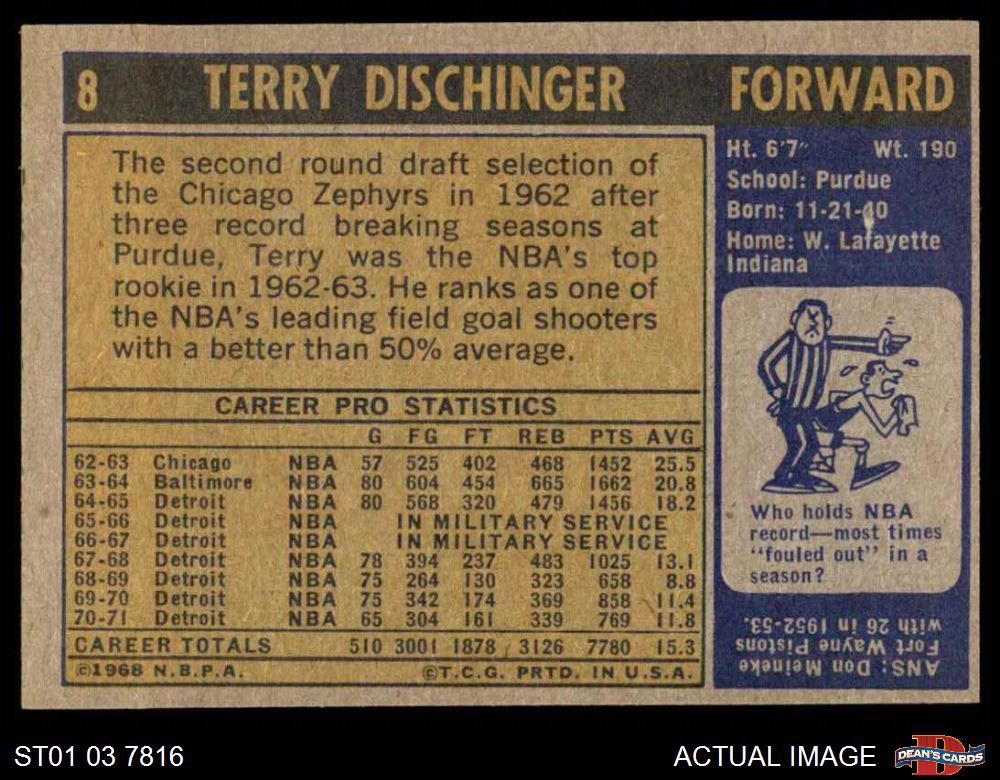 8 TERRY DISCHINGER FORWARD
The second round draft selection of
the Chicago Zephyrs in 1962 after
three record breaking seasons at
Purdue, Terry was the NBA's top
rookie in 1962-63. He ranks as one of
the NBA's leading field goal shooters
with a better than 50% average.
CAREER PRO STATISTICS
G FG FT REB PTS AVG
62-63 Chicago NBA 57 525 402 468 1452 25.5
63-64 Baltimore NBA 80 604 454 665 1662 20.8
64-65 Detroit NBA 80 568 320 479 1456 18.2
65-66 Detroit NBA IN MILITARY SERVICE
66-67 Detroit NBA IN MILITARY SERVICE
67-68 Detroit NBA 78 394 237 483 1025 13.1
68-69 Detroit NBA 75 264 130 323 658 8.8
69-70 Detroit NBA 75 342 174 369 858 11.4
70-71 Detroit NBA 65 304 161 339 769 11.8
CAREER TOTALS 510 3001 1878 3126 7780 15.3
©1968 N.B.P.A. ©T.C.G. PRTD. IN U.S.A.
Ht. 6'7" Wt. 190
School: Purdue
Born: 11-21-40
Home: W. Lafayette
Indiana
Who holds NBA
record—most times
"fouled out" in a
season?
ANS: Don Meineke
Fort Wayne Pistons
with 26 in 1952-53.
ST01 03 7816 ACTUAL IMAGE
DEAN'S CARDS